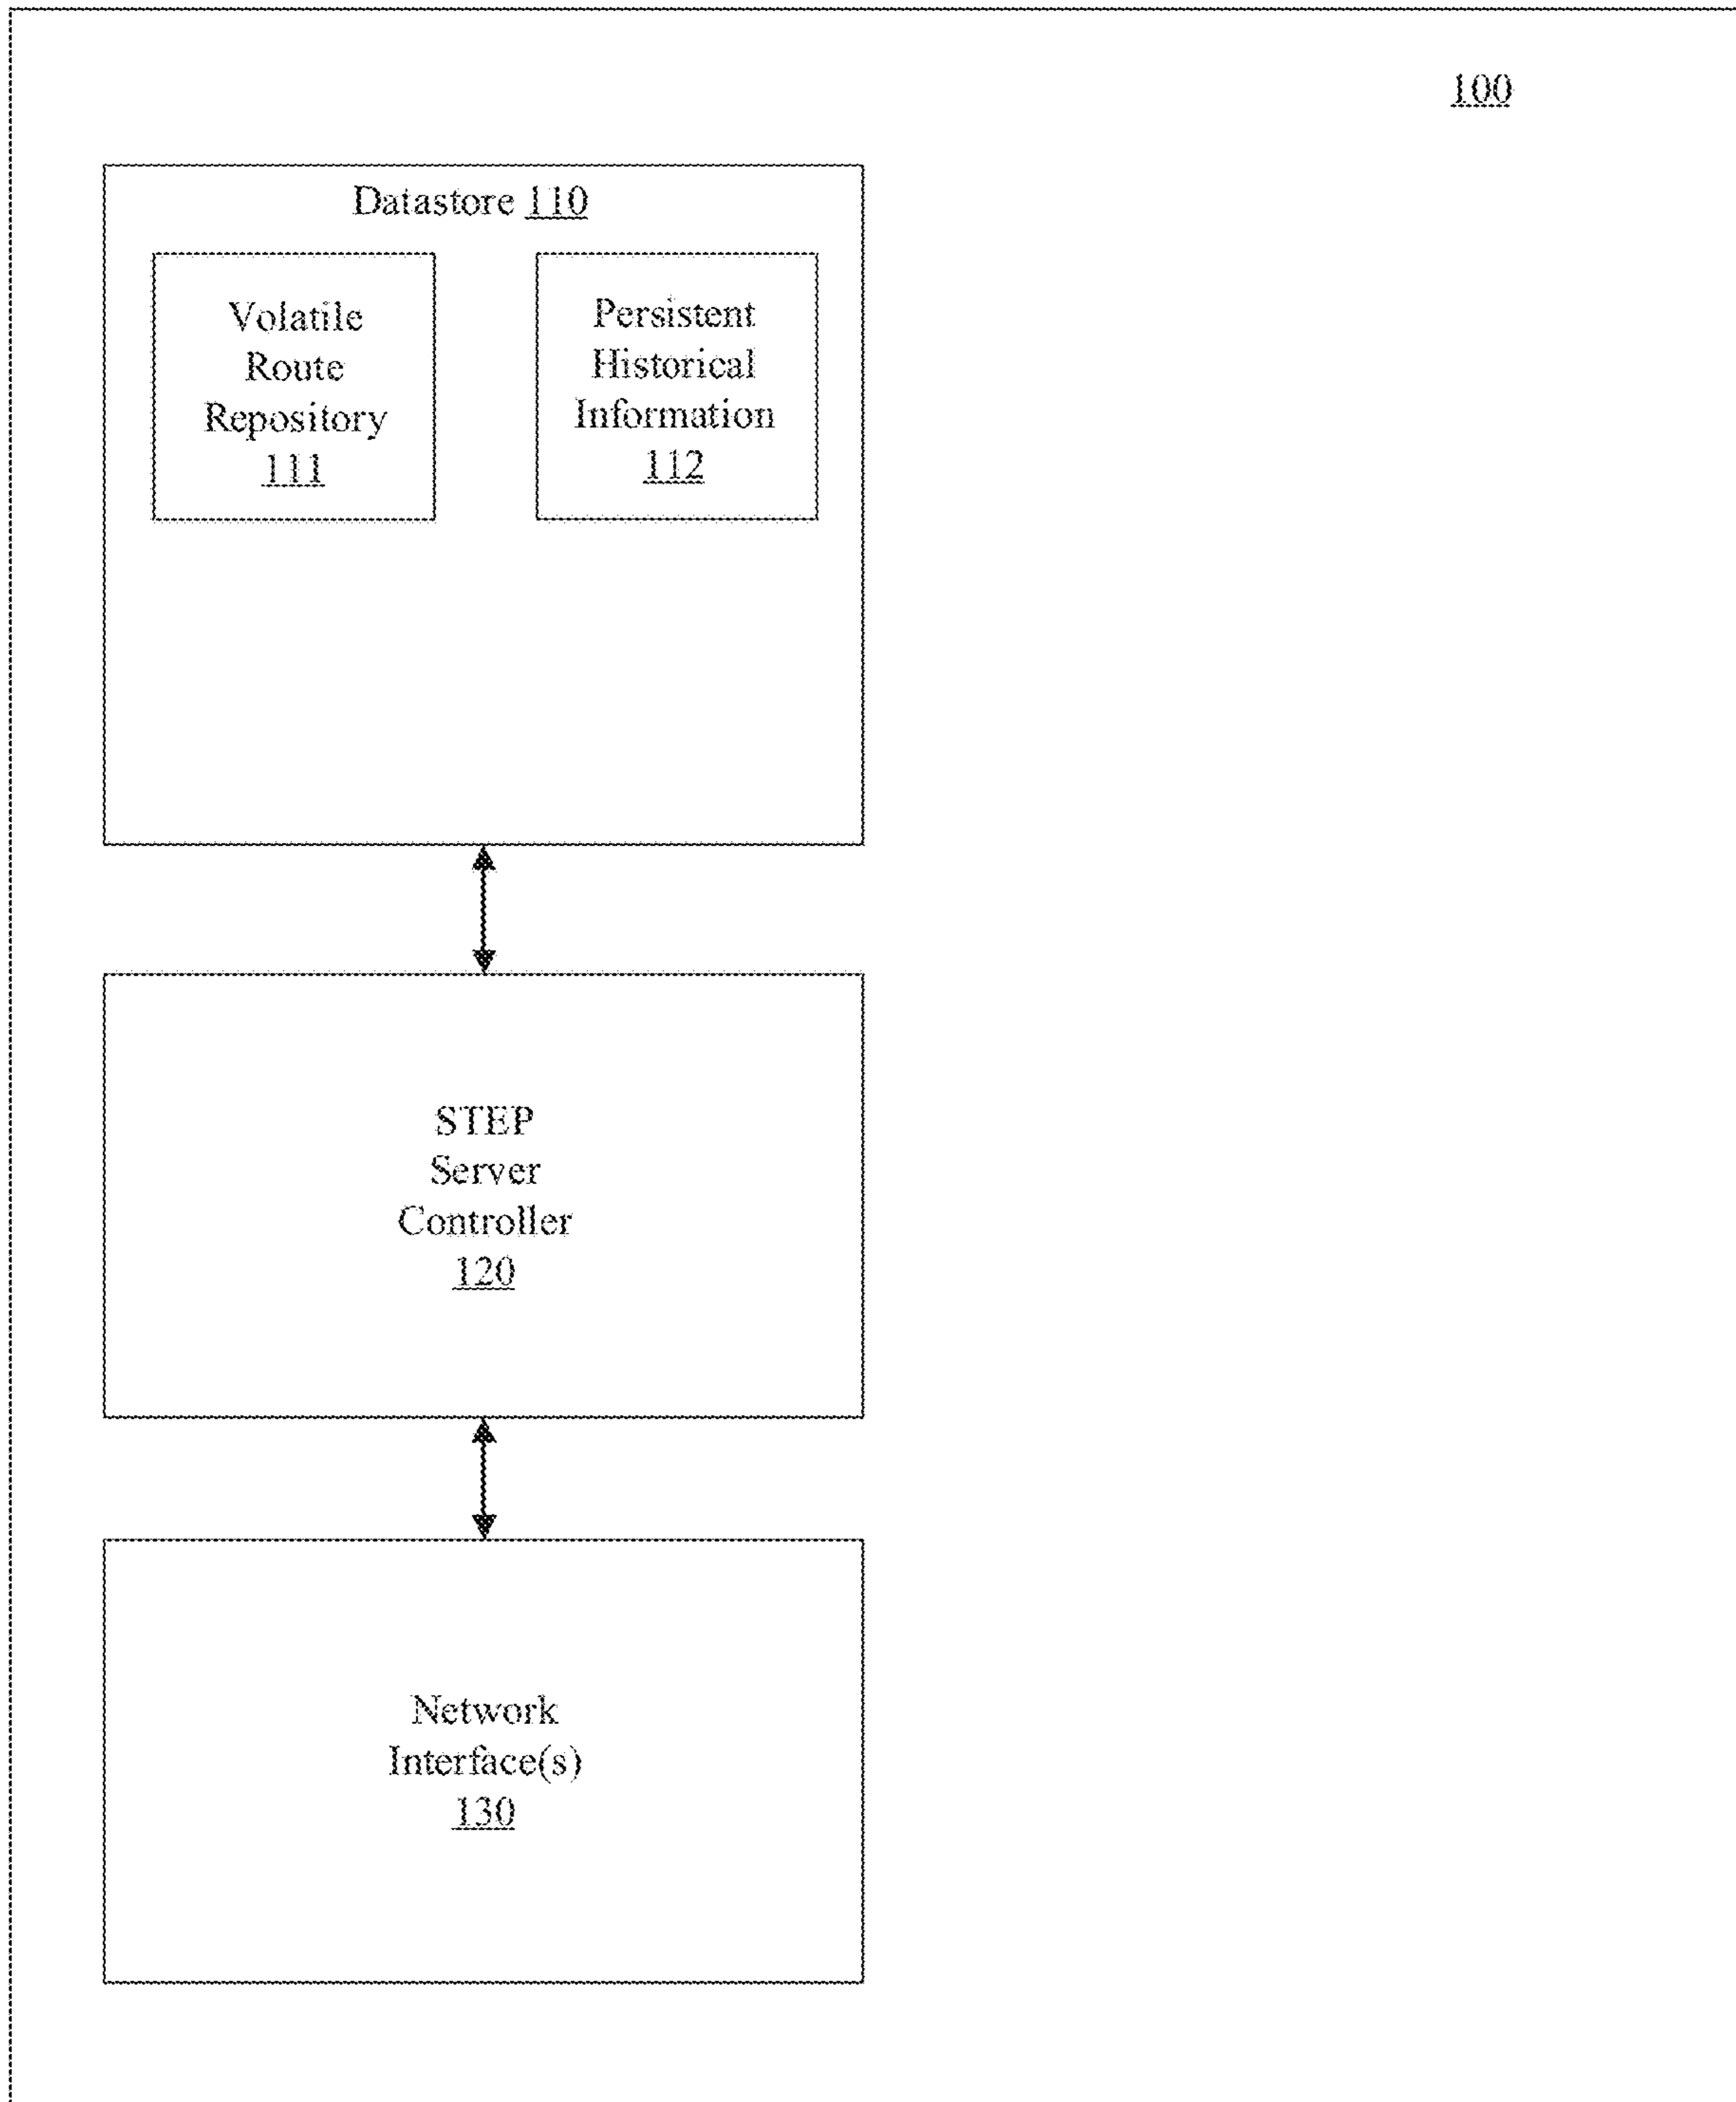 100
Datastore 110
Volatile
Route
Repository
111
Persistent
Historical
Information
112
STEP
Server
Controller
120
Network
Interface(s)
130